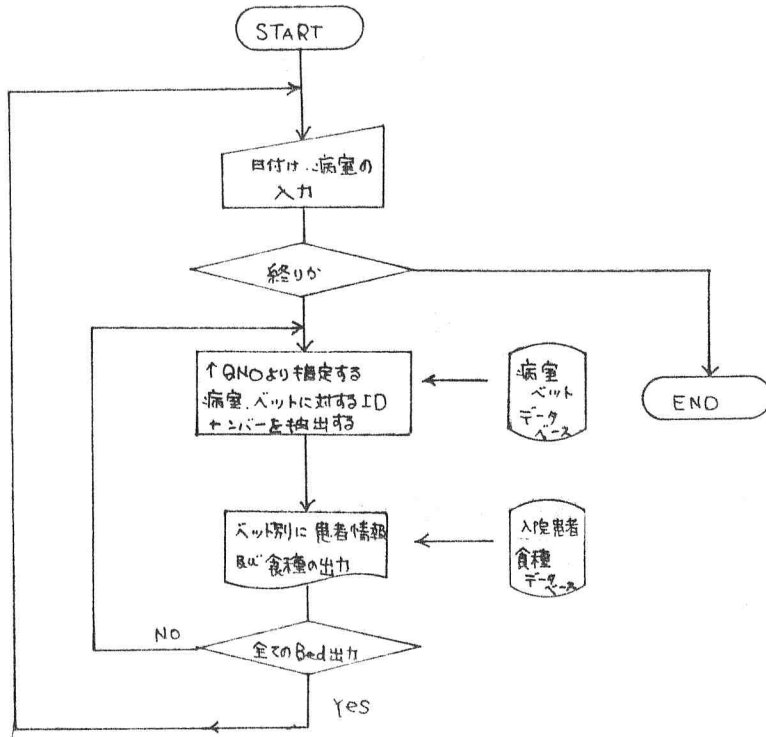 START
日付け、病室の
入力
終りか
↑QNOより指定する
病室、ベットに対するID
ナンバーを抽出する
病室
ベット
データ
ベース
END
ベット別に患者情報
及び食種の出力
入院患者
食種
データ
ベース
NO
全てのBed出力
Yes